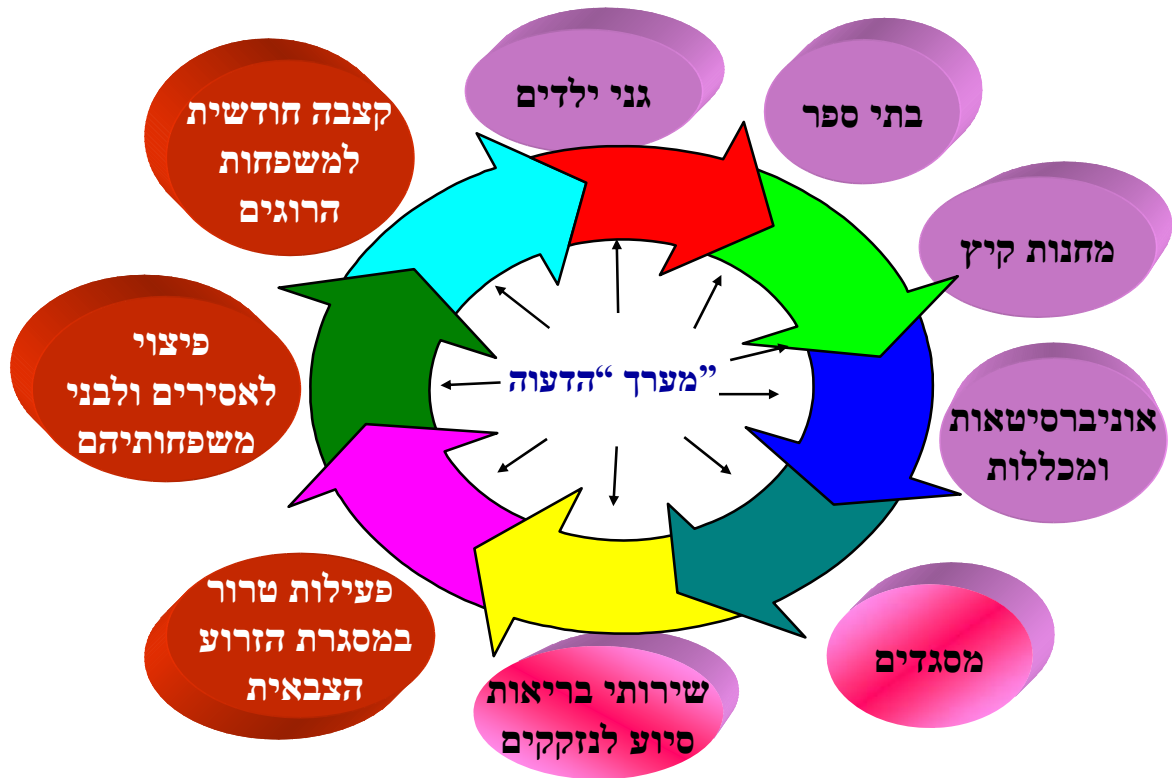 גני ילדים
בתי ספר
מחנות קיץ
אוניברסיטאות
ומכללות
מסגדים
שירותי בריאות
סיוע לנזקקים
פעילות טרור
במסגרת הזרוע
הצבאית
פיצוי
לאסירים ולבני
משפחותיהם
קצבה חודשית
למשפחות
הרוגים
”מערך “הדעוה